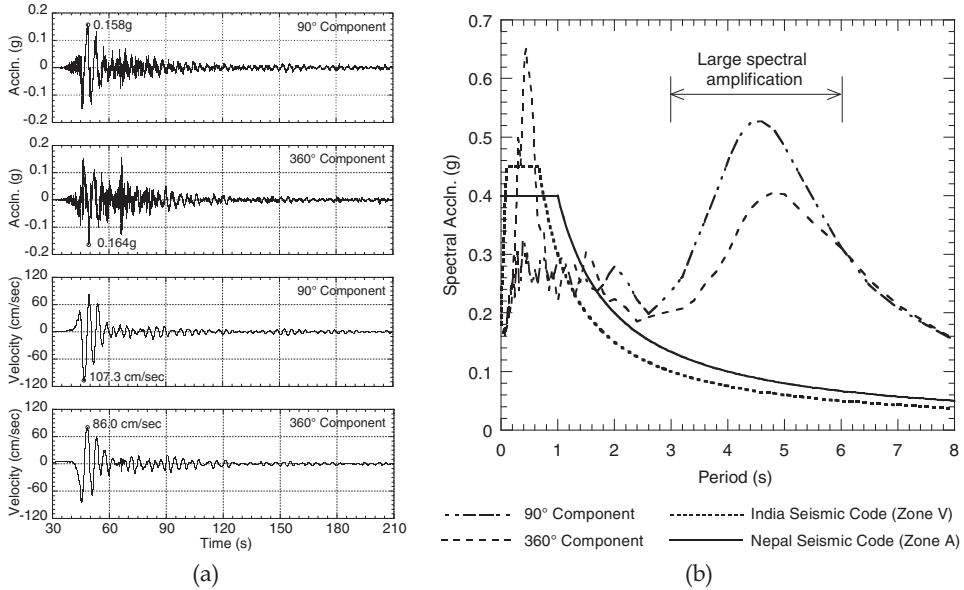 0.2
0.1
0
-0.1
-0.2
Accln. (g)
0.158g
90° Component
0.2
0.1
0
-0.1
-0.2
Accln. (g)
0.164g
360° Component
120
60
0
-60
-120
Velocity (cm/sec)
107.3 cm/sec
90° Component
120
60
0
-60
-120
Velocity (cm/sec)
86.0 cm/sec
360° Component
30 60 90 120 150 180 210
Time (s)
(a)
0.7
0.6
0.5
0.4
0.3
0.2
0.1
0
Spectral Accln. (g)
Large spectral
amplification
0 1 2 3 4 5 6 7 8
Period (s)
90° Component
India Seismic Code (Zone V)
360° Component
Nepal Seismic Code (Zone A)
(b)